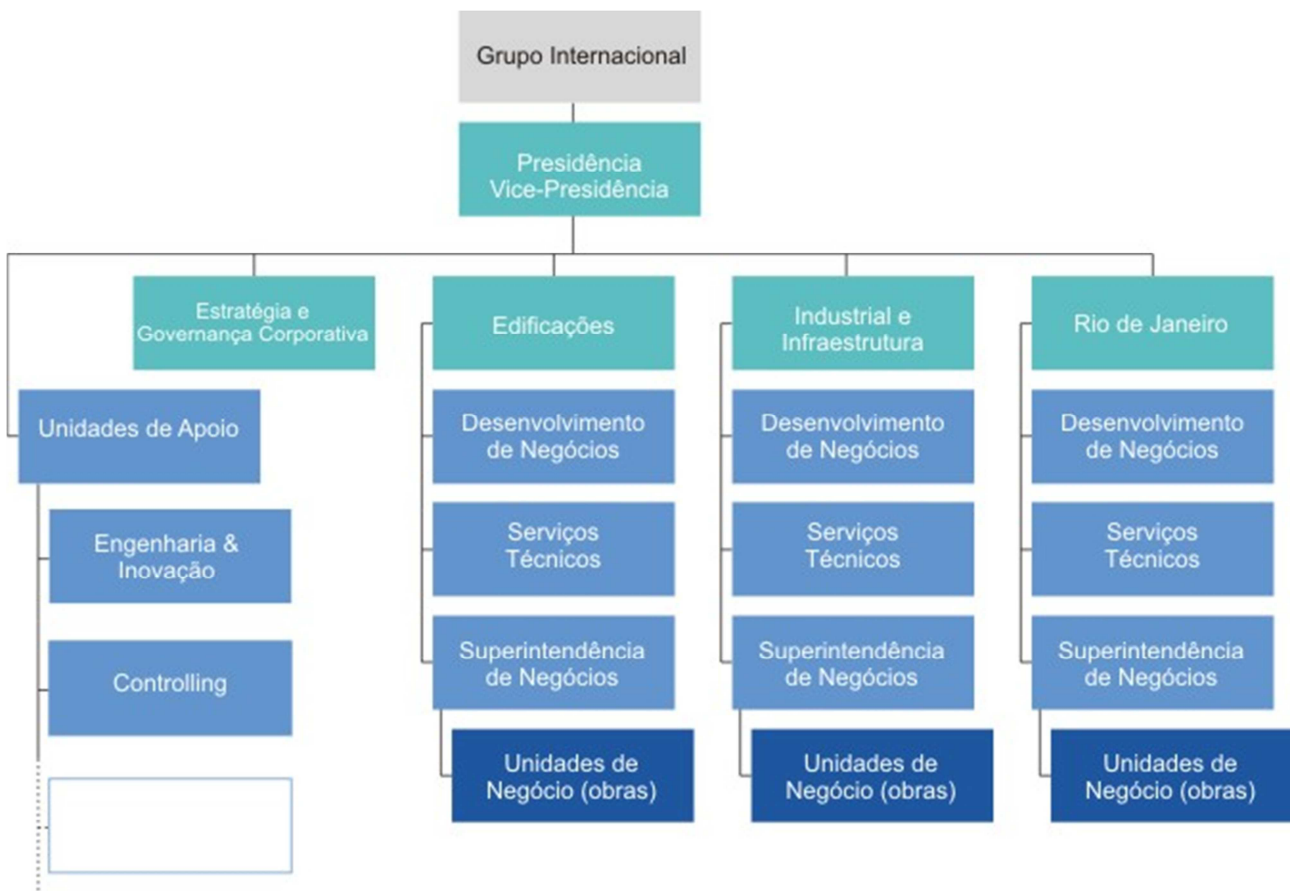 Grupo Internacional
Presidência
Vice-Presidência
Estratégia e
Governança Corporativa
Edificações
Industrial e
Infraestrutura
Rio de Janeiro
Unidades de Apoio
Desenvolvimento
de Negócios
Desenvolvimento
de Negócios
Desenvolvimento
de Negócios
Engenharia &
Inovação
Serviços
Técnicos
Serviços
Técnicos
Serviços
Técnicos
Controlling
Superintendência
de Negócios
Superintendência
de Negócios
Superintendência
de Negócios
Unidades de
Negócio (obras)
Unidades de
Negócio (obras)
Unidades de
Negócio (obras)